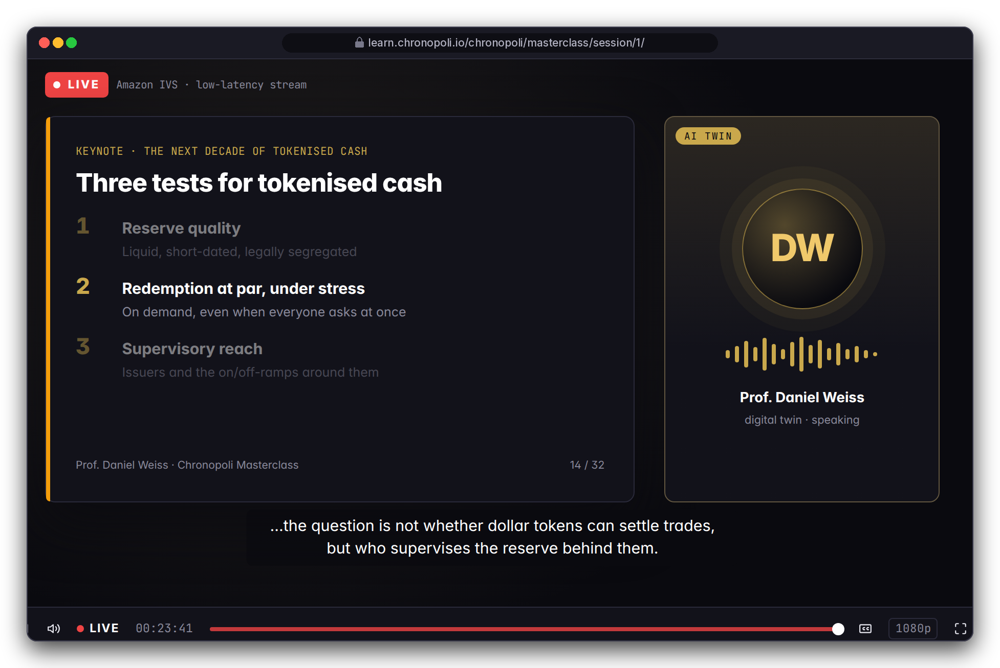 learn.chronopoli.io/chronopoli/masterclass/session/1/
LIVE
Amazon IVS · low-latency stream
KEYNOTE · THE NEXT DECADE OF TOKENISED CASH
Three tests for tokenised cash
1 Reserve quality
Liquid, short-dated, legally segregated
2 Redemption at par, under stress
On demand, even when everyone asks at once
3 Supervisory reach
Issuers and the on/off-ramps around them
Prof. Daniel Weiss · Chronopoli Masterclass
14 / 32
AI TWIN
DW
Prof. Daniel Weiss
digital twin · speaking
...the question is not whether dollar tokens can settle trades,
but who supervises the reserve behind them.
LIVE 00:23:41
CC
1080p